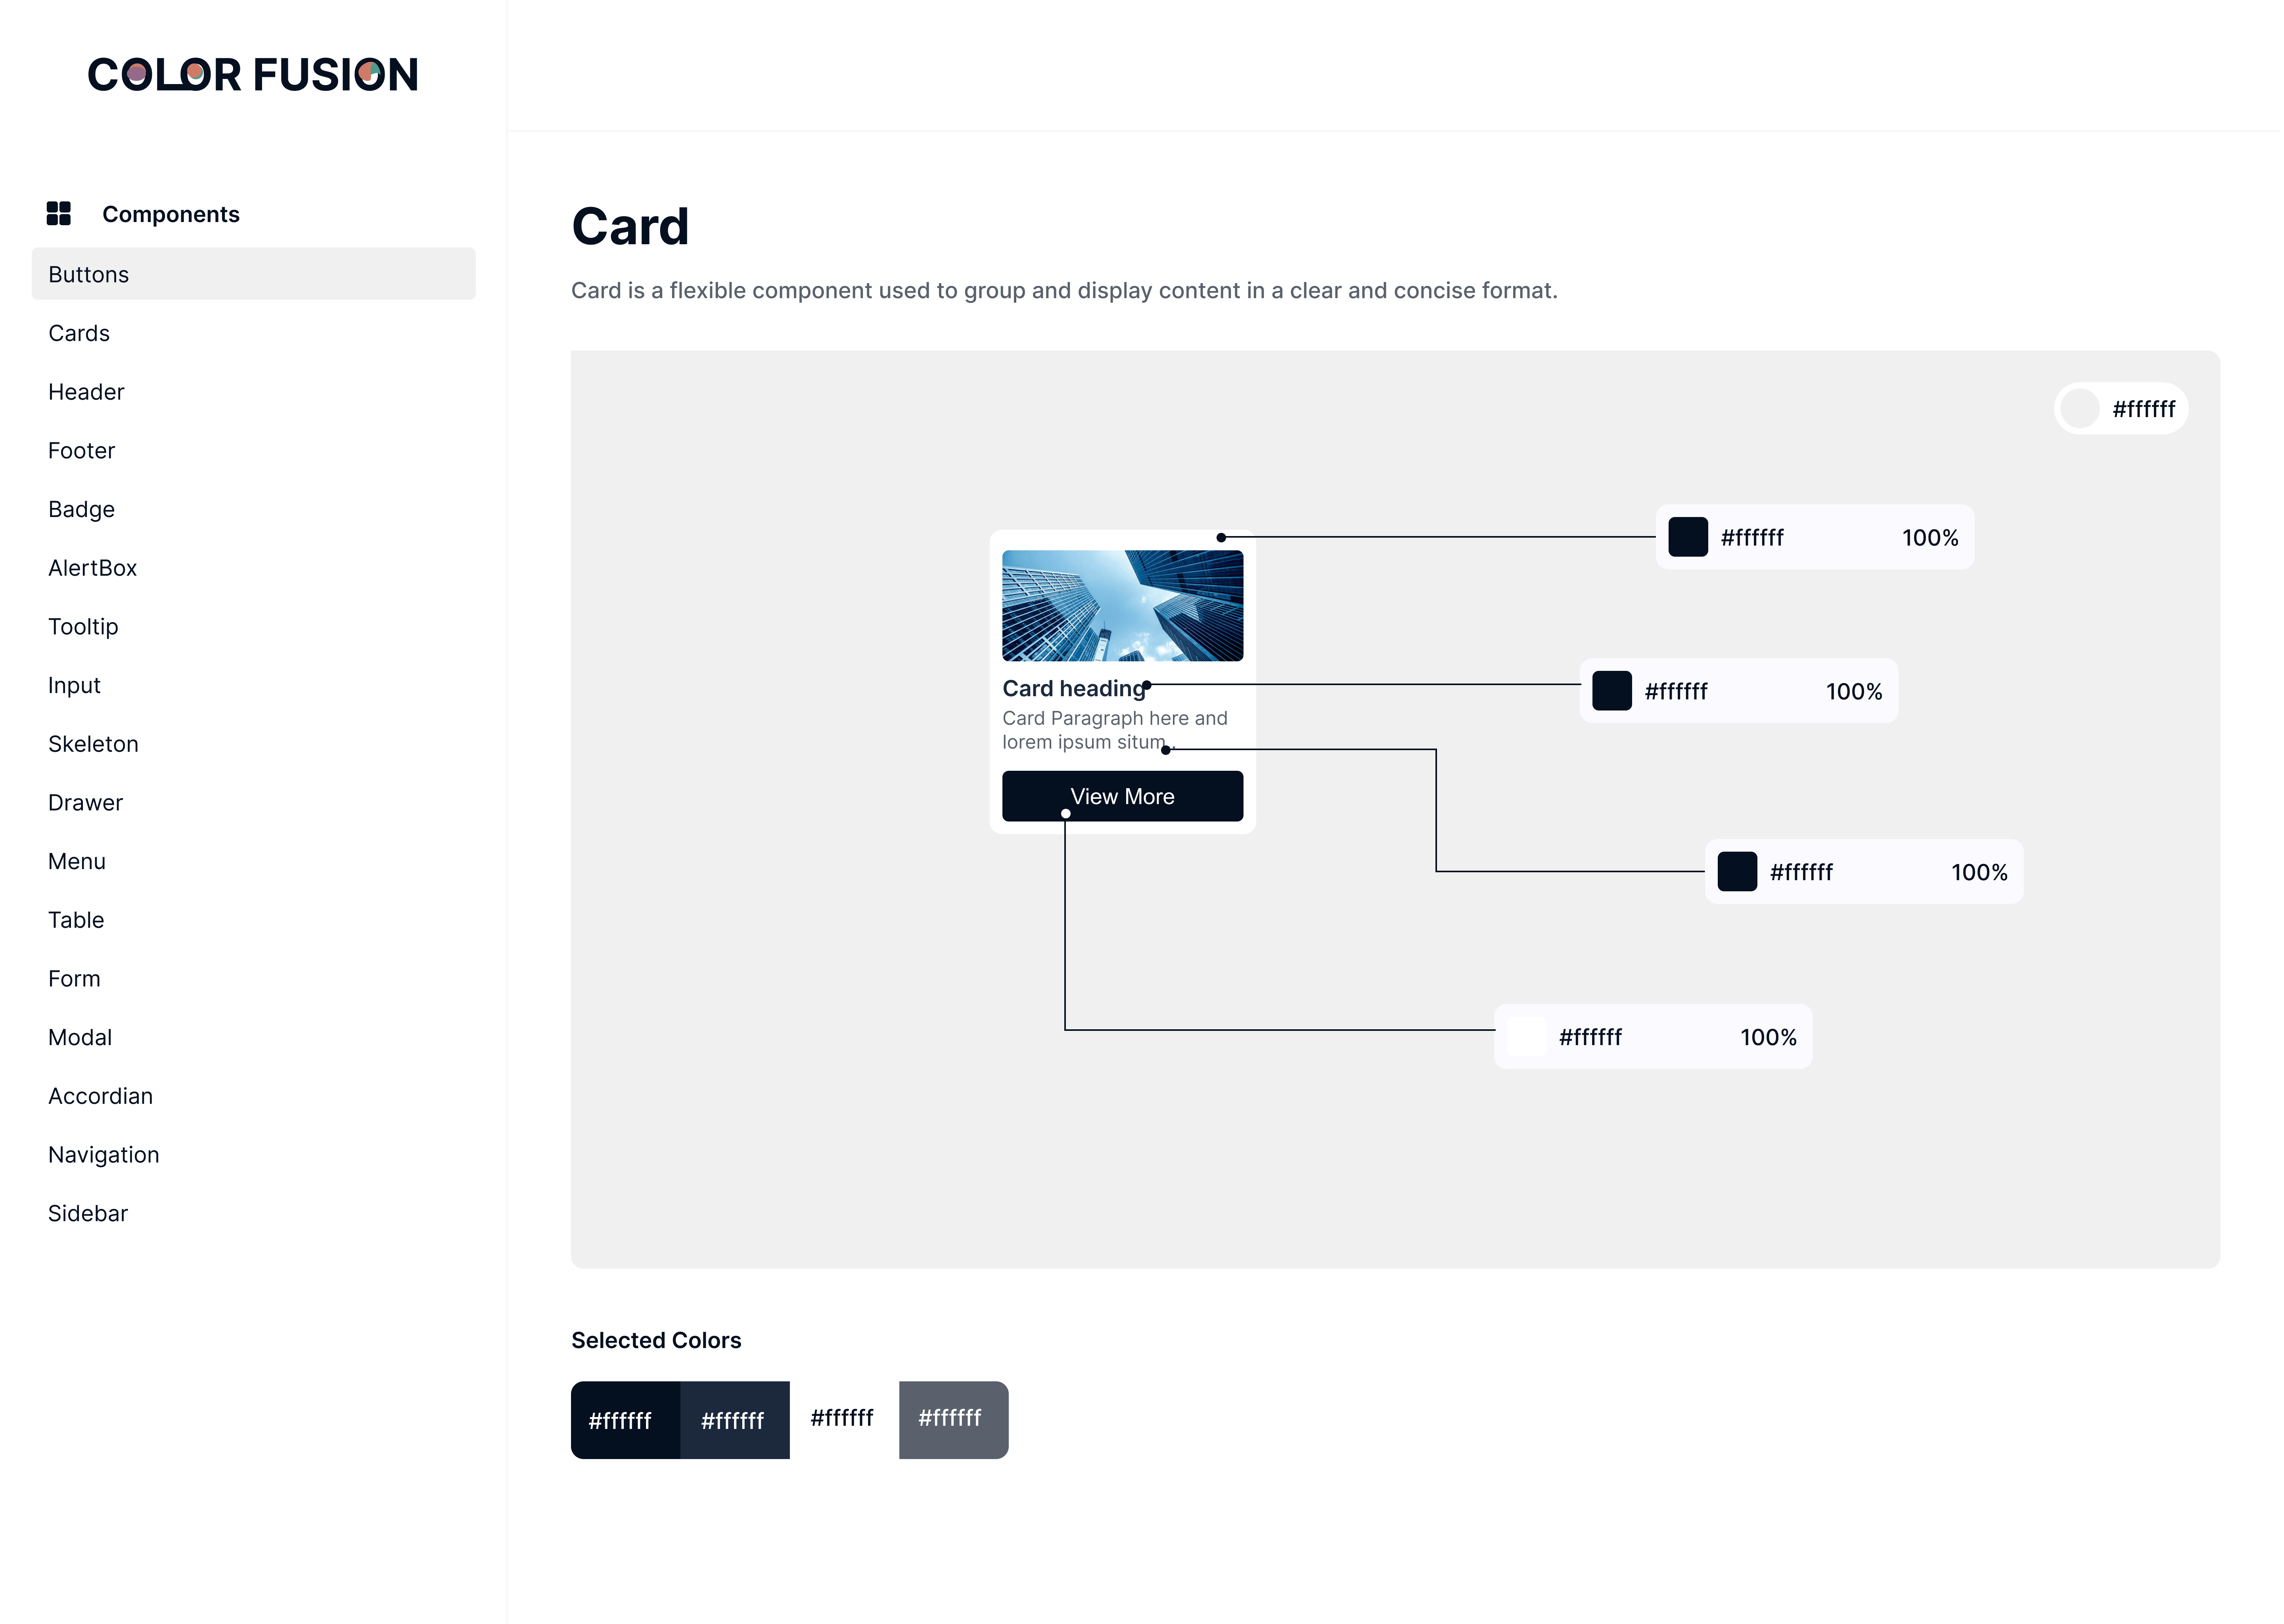 COLOR FUSION
Components
Buttons
Cards
Header
Footer
Badge
AlertBox
Tooltip
Input
Skeleton
Drawer
Menu
Table
Form
Modal
Accordian
Navigation
Sidebar
Card
Card is a flexible component used to group and display content in a clear and concise format.
#ffffff
#ffffff 100%
Card heading
#ffffff 100%
Card Paragraph here and
lorem ipsum situm..
View More
#ffffff 100%
#ffffff 100%
Selected Colors
#ffffff #ffffff #ffffff #ffffff